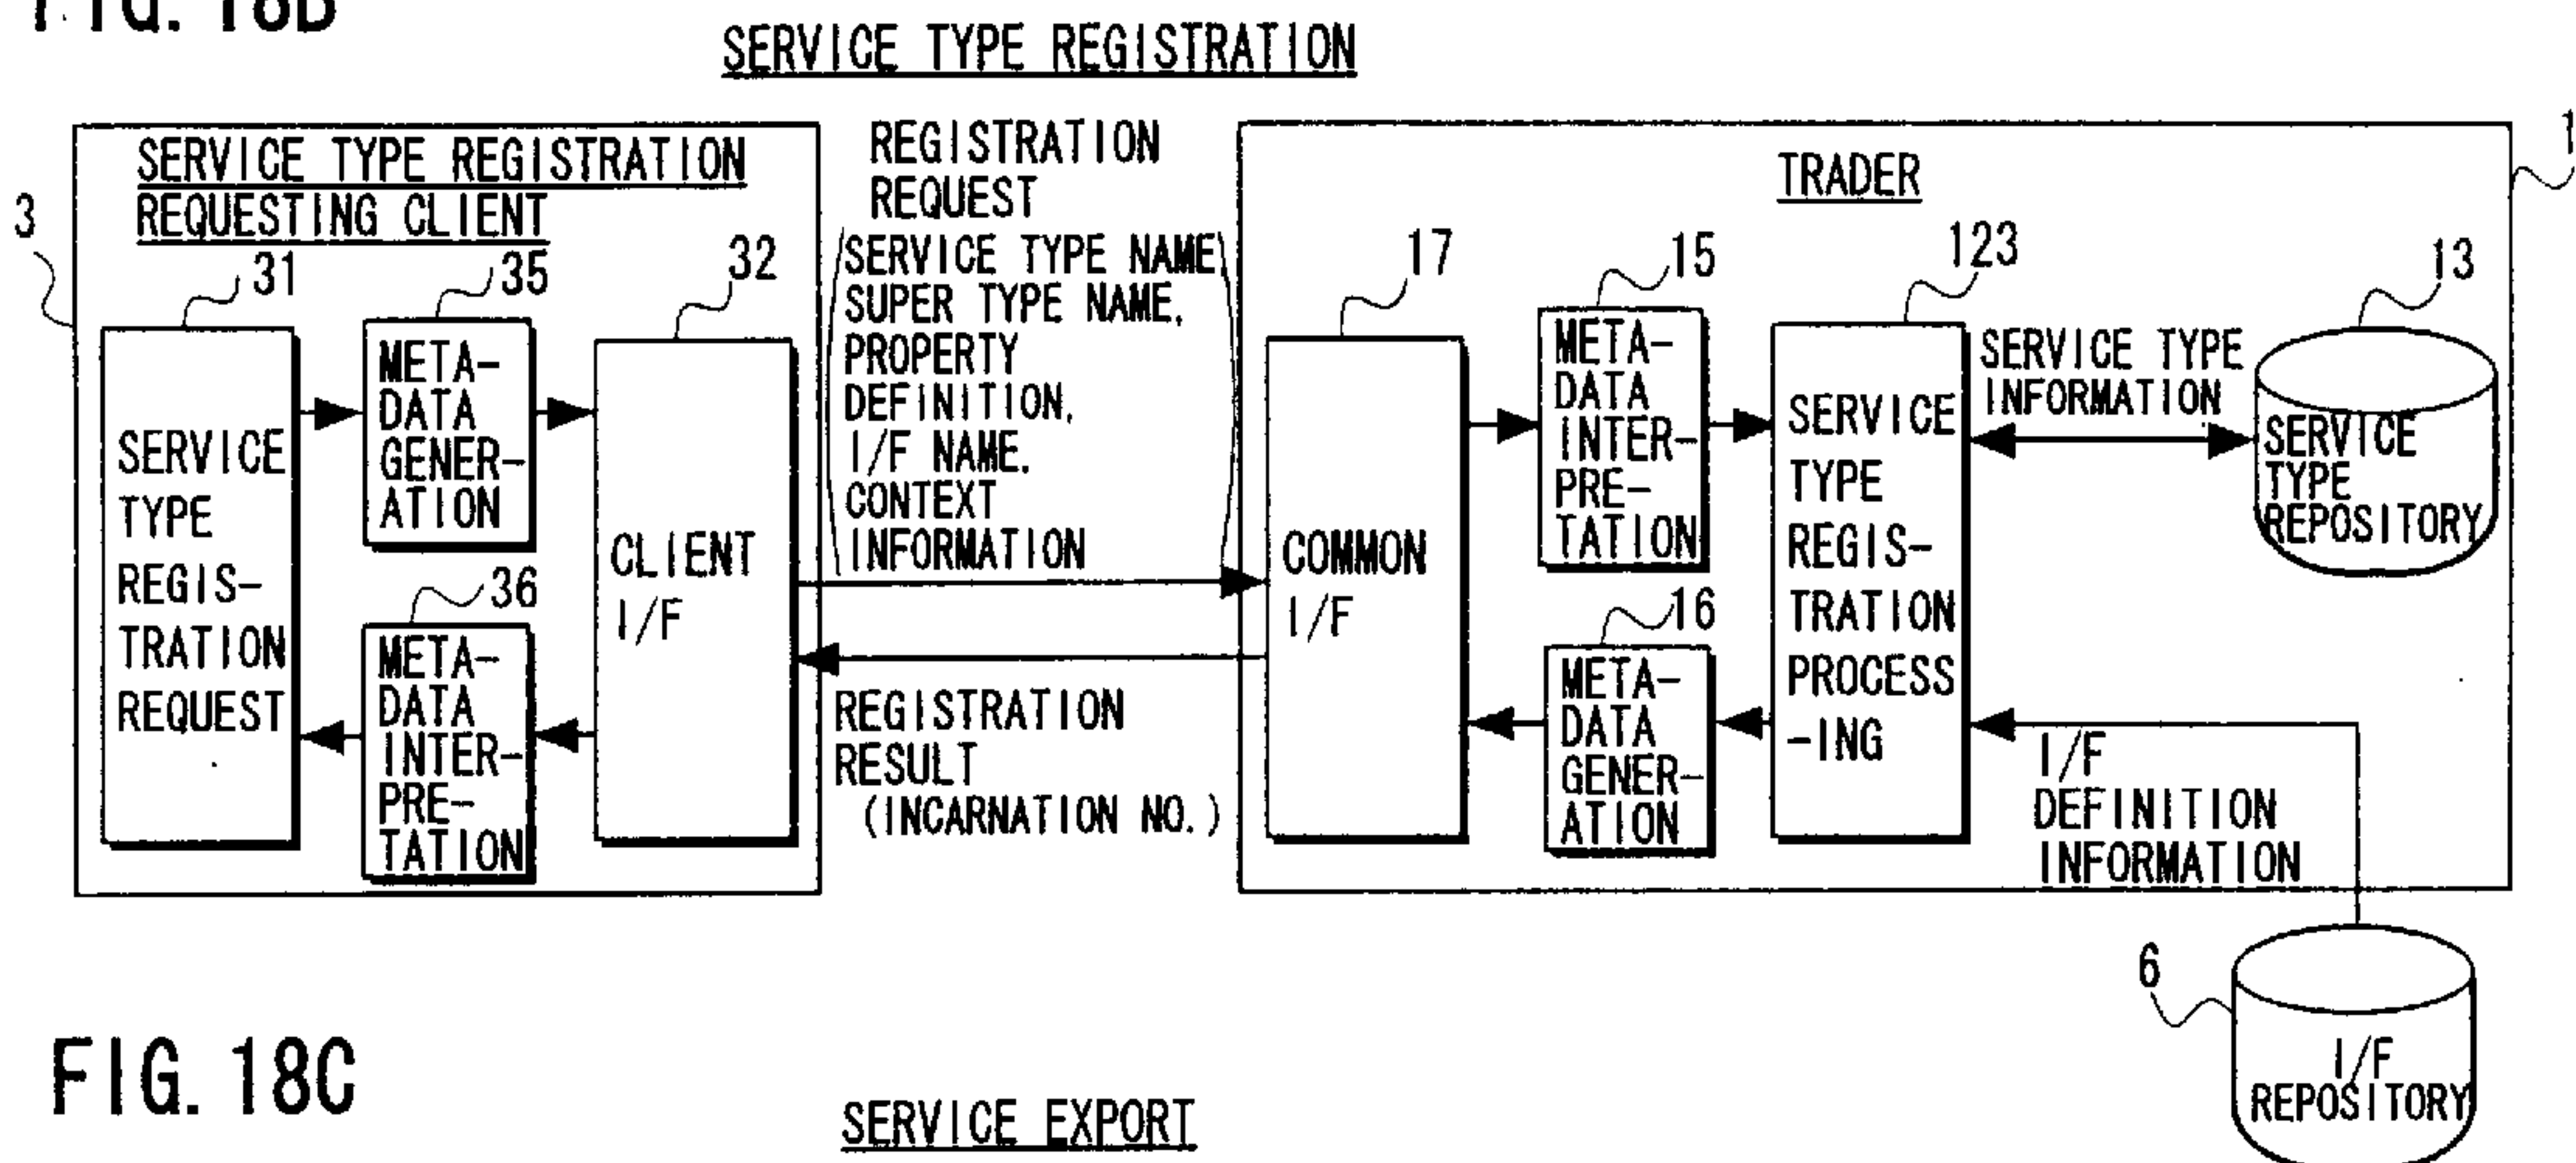 FIG. 18B
SERVICE TYPE REGISTRATION
SERVICE TYPE REGISTRATION
REQUESTING CLIENT
3
31
35
32
SERVICE
TYPE
REGIS-
TRATION
REQUEST
META-
DATA
GENER-
ATION
36
META-
DATA
INTER-
PRE-
TATION
CLIENT
I/F
REGISTRATION
REQUEST
SERVICE TYPE NAME
SUPER TYPE NAME,
PROPERTY
DEFINITION,
I/F NAME,
CONTEXT
INFORMATION
REGISTRATION
RESULT
(INCARNATION NO.)
TRADER
1
17
15
123
13
COMMON
I/F
META-
DATA
INTER-
PRE-
TATION
16
META-
DATA
GENER-
ATION
SERVICE
TYPE
REGIS-
TRATION
PROCESS
-ING
SERVICE TYPE
INFORMATION
SERVICE
TYPE
REPOSITORY
I/F
DEFINITION
INFORMATION
6
I/F
REPOSITORY
FIG. 18C
SERVICE EXPORT